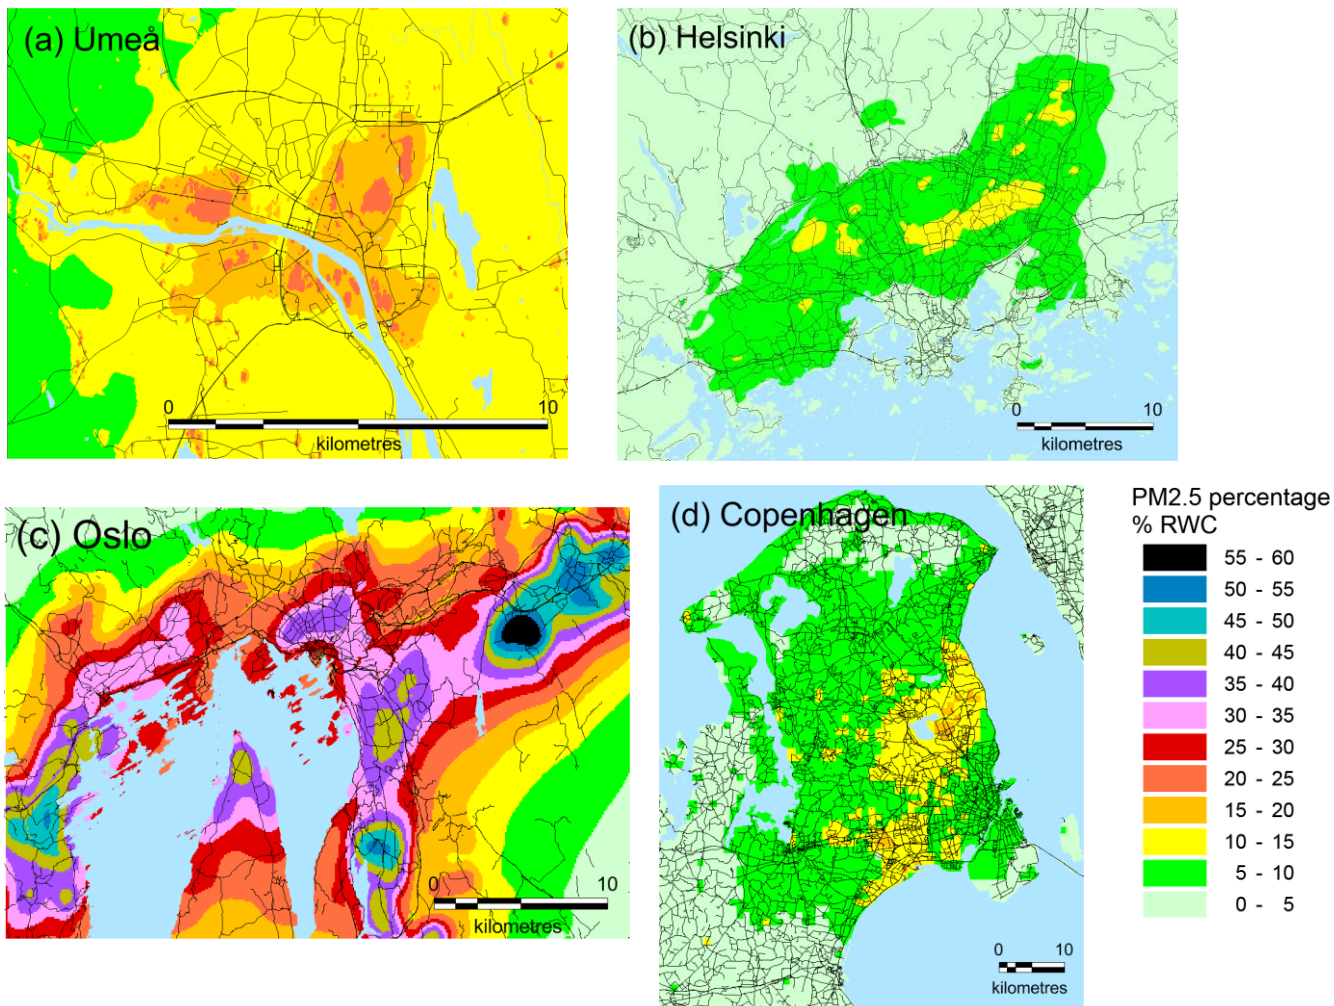 (a) Umeå
0 10
kilometres
(b) Helsinki
0 10
kilometres
(c) Oslo
0 10
kilometres
(d) Copenhagen
0 10
kilometres
PM2.5 percentage
% RWC
55 - 60
50 - 55
45 - 50
40 - 45
35 - 40
30 - 35
25 - 30
20 - 25
15 - 20
10 - 15
5 - 10
0 - 5